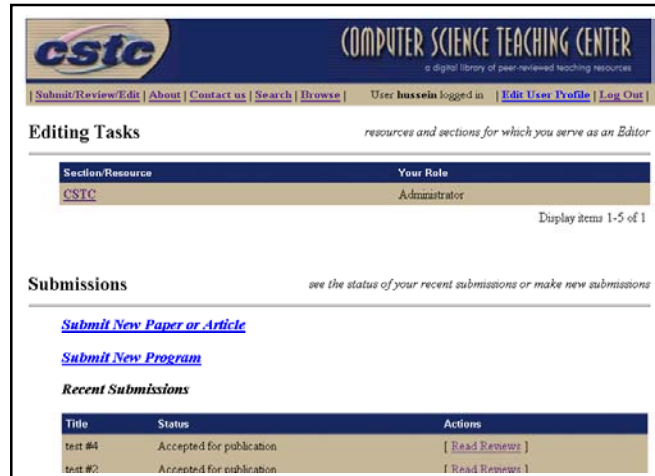 cstc
COMPUTER SCIENCE TEACHING CENTER
a digital library of peer-reviewed teaching resources
| Submit/Review/Edit | About | Contact us | Search | Browse | User hussein logged in | Edit User Profile | Log Out |
Editing Tasks resources and sections for which you serve as an Editor
Section/Resource Your Role
CSTC Administrator
Display items 1-5 of 1
Submissions see the status of your recent submissions or make new submissions
Submit New Paper or Article
Submit New Program
Recent Submissions
Title Status Actions
test #4 Accepted for publication [ Read Reviews ]
test #2 Accepted for publication [ Read Reviews ]